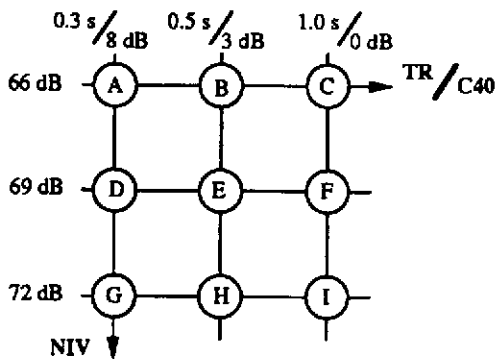 0.3 s/8 dB 0.5 s/3 dB 1.0 s/0 dB
66 dB A B C TR/C40
69 dB D E F
72 dB G H I
NIV